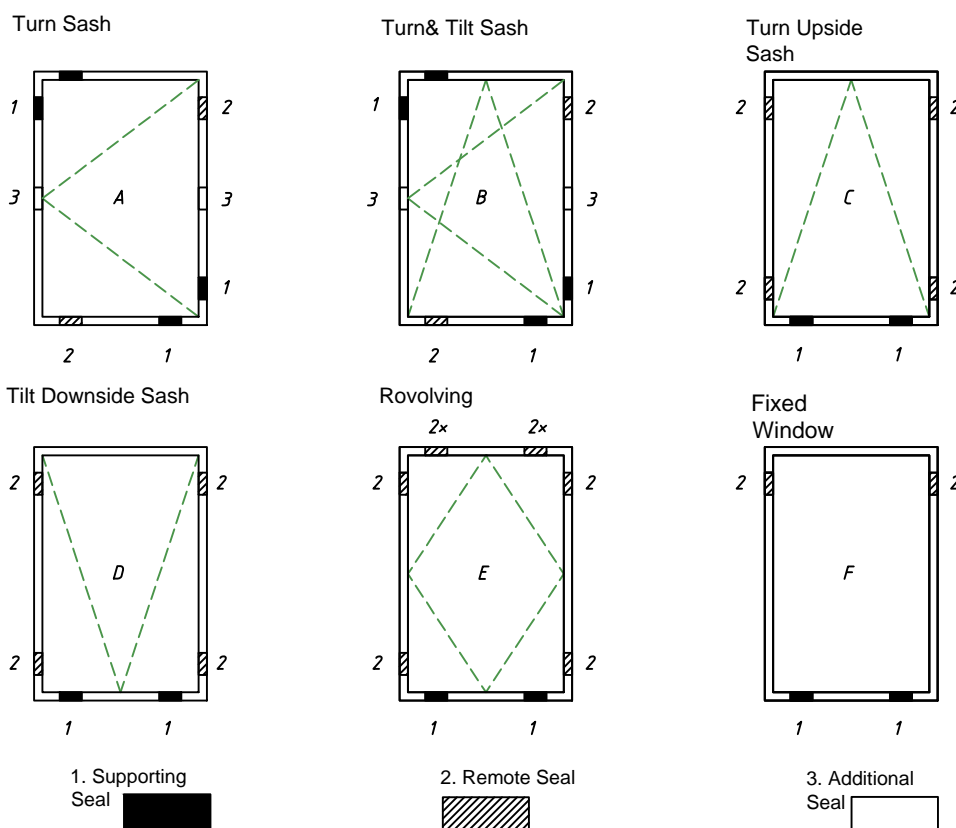 Turn Sash
Turn& Tilt Sash
Turn Upside
Sash
1
2
1
2
2
2
3
A
3
3
B
3
C
1
1
2
2
2
1
2
1
1
1
Tilt Downside Sash
Rovolving
Fixed
Window
2×
2×
2
2
2
2
2
2
D
E
F
2
2
2
2
1
1
1
1
1
1
1. Supporting
Seal
2. Remote Seal
3. Additional
Seal